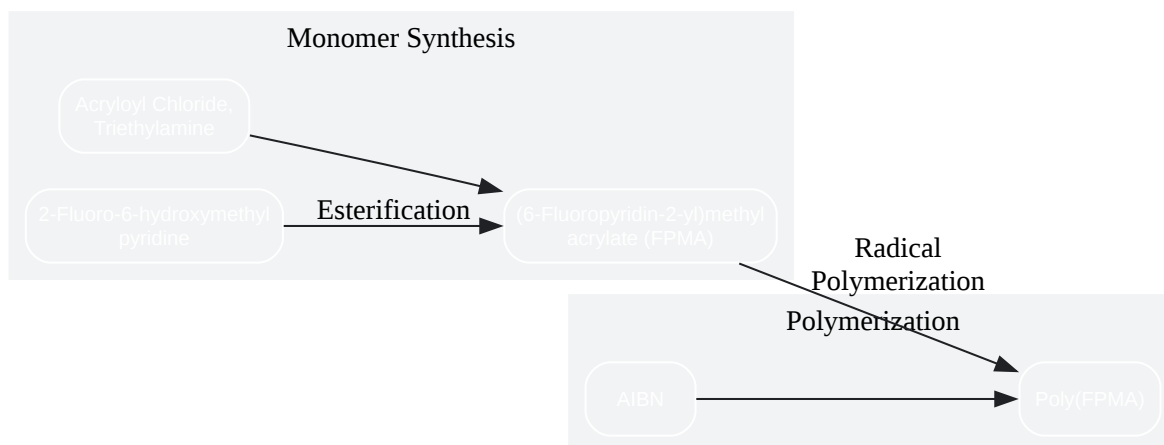 Monomer Synthesis
Acryloyl Chloride,
Triethylamine
2-Fluoro-6-hydroxymethyl
pyridine
Esterification
(6-Fluoropyridin-2-yl)methyl
acrylate (FPMA)
Radical
Polymerization
Polymerization
AIBN
Poly(FPMA)